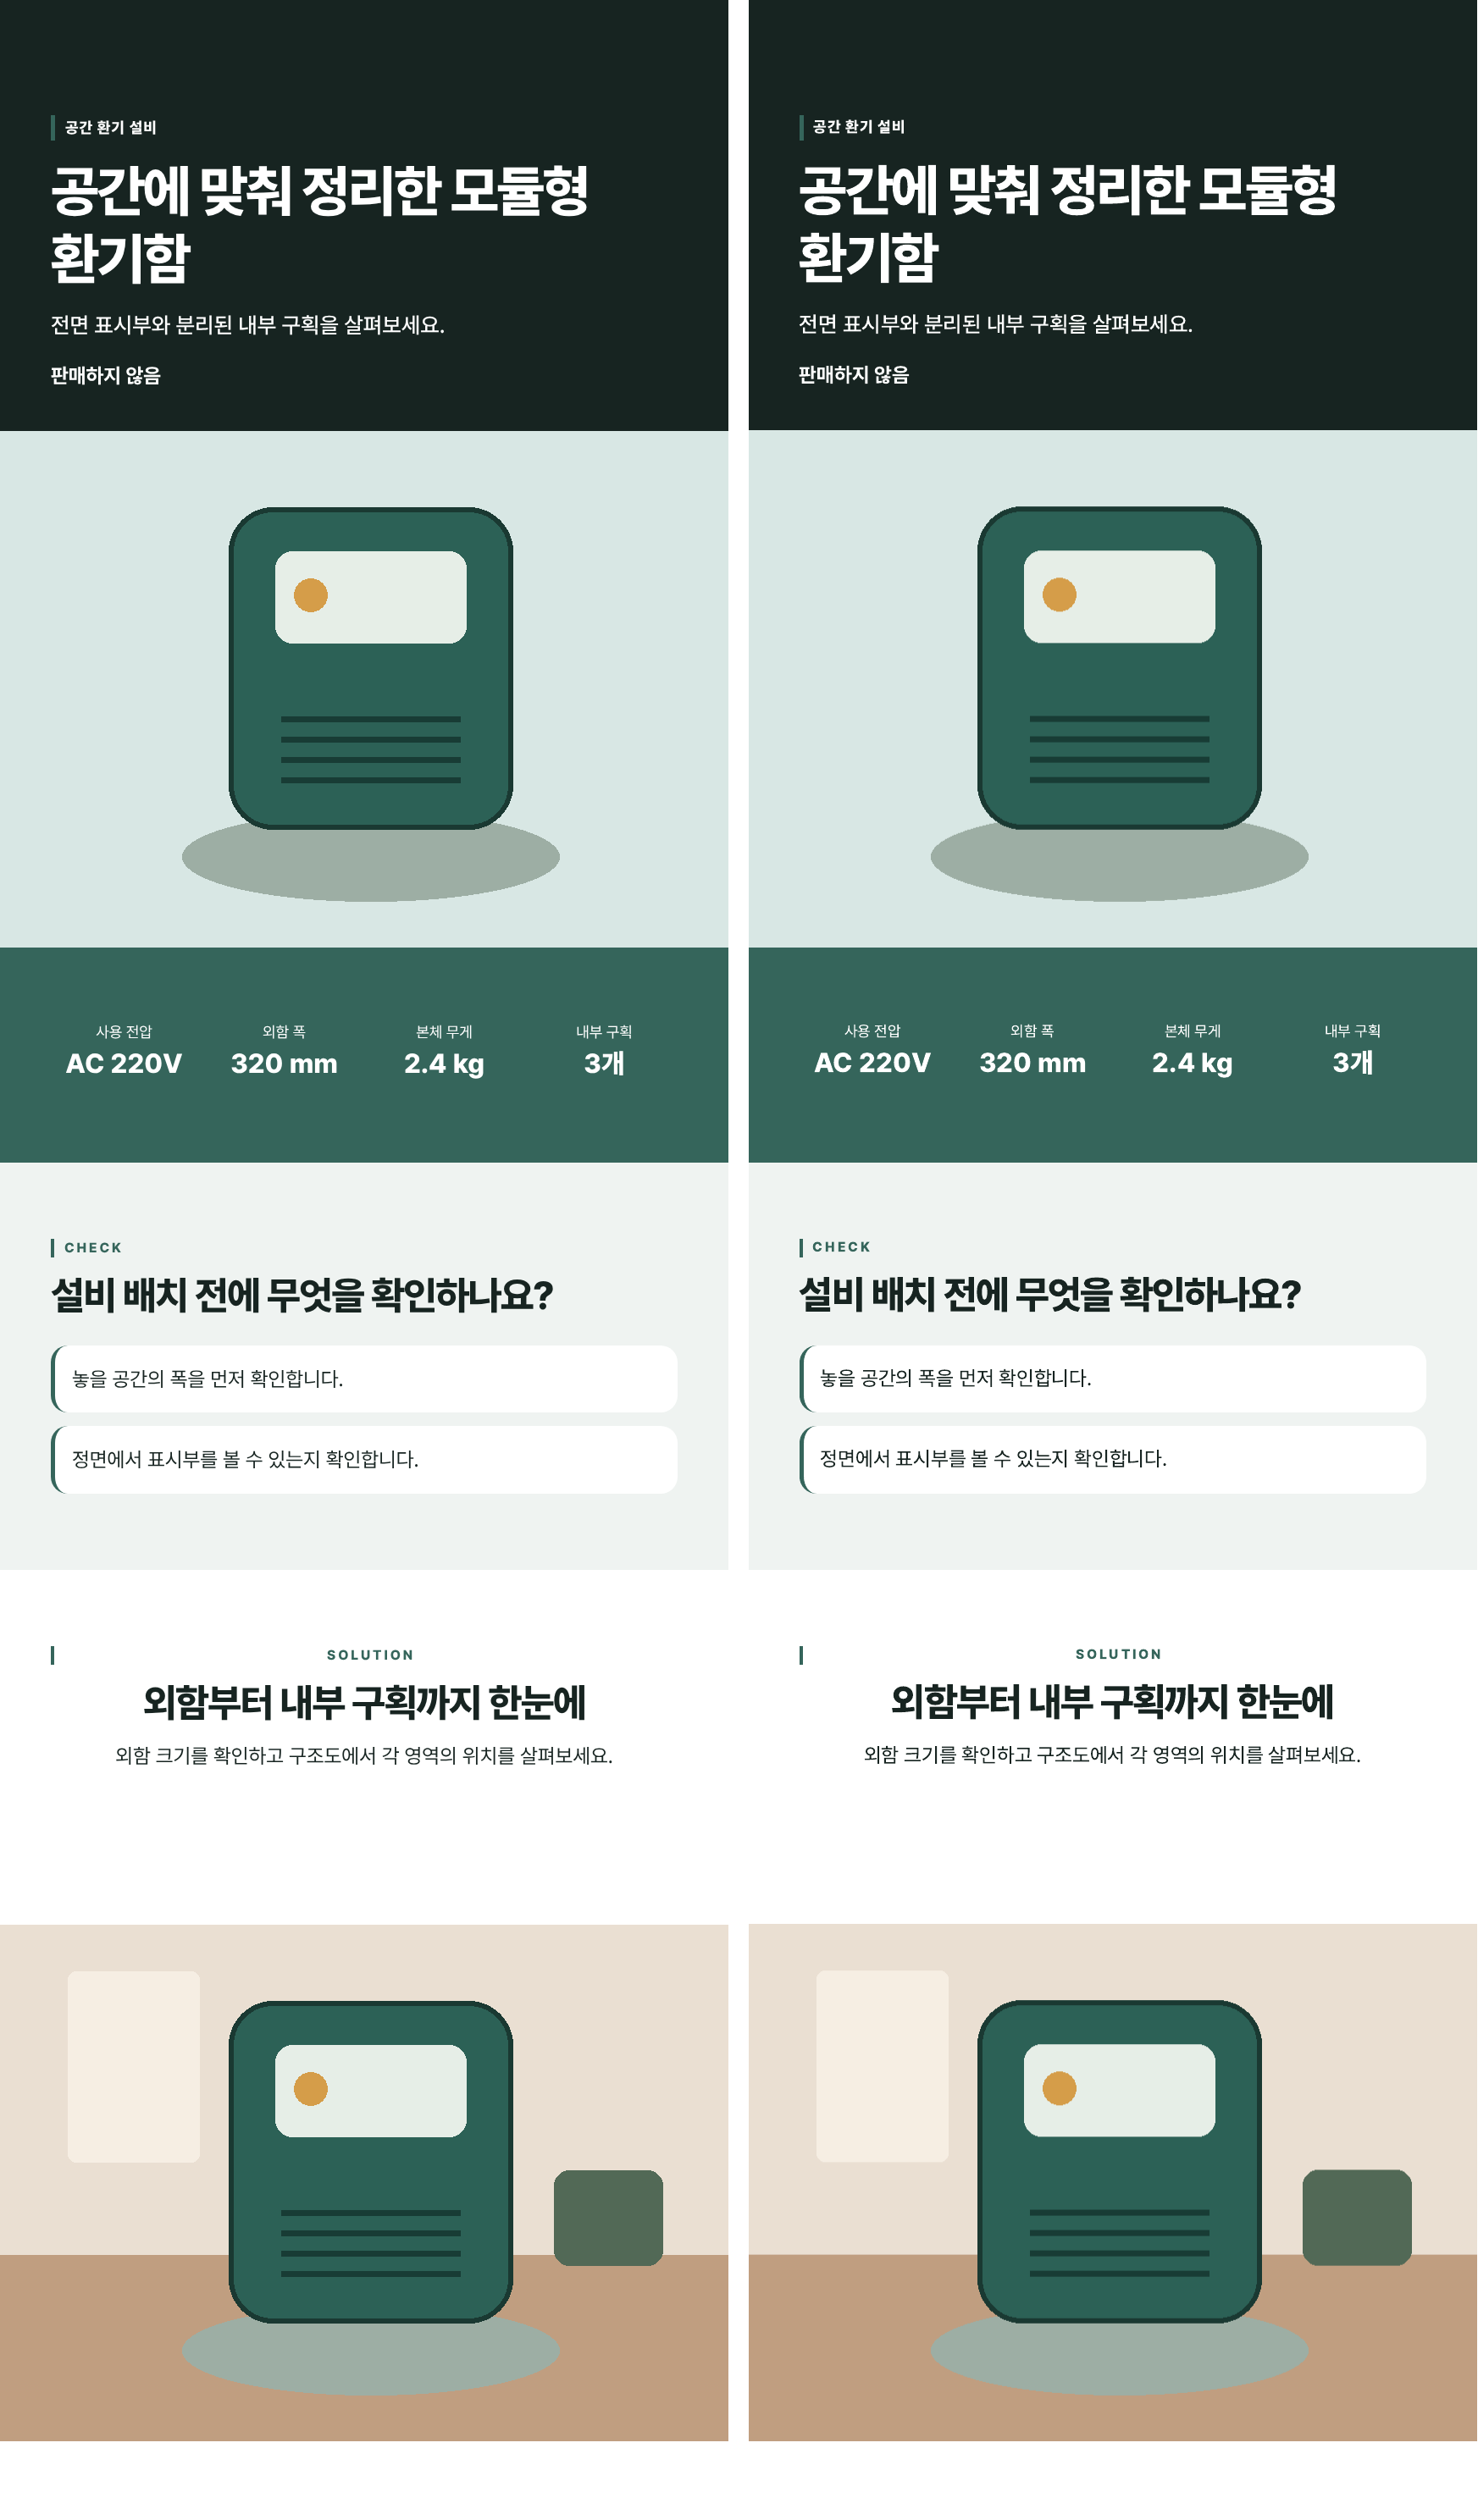 공간 환기 설비
공간에 맞춰 정리한 모듈형
환기함
전면 표시부와 분리된 내부 구획을 살펴보세요.
판매하지 않음
사용 전압
AC 220V
외함 폭
320 mm
본체 무게
2.4 kg
내부 구획
3개
CHECK
설비 배치 전에 무엇을 확인하나요?
놓을 공간의 폭을 먼저 확인합니다.
정면에서 표시부를 볼 수 있는지 확인합니다.
SOLUTION
외함부터 내부 구획까지 한눈에
외함 크기를 확인하고 구조도에서 각 영역의 위치를 살펴보세요.
공간 환기 설비
공간에 맞춰 정리한 모듈형
환기함
전면 표시부와 분리된 내부 구획을 살펴보세요.
판매하지 않음
사용 전압
AC 220V
외함 폭
320 mm
본체 무게
2.4 kg
내부 구획
3개
CHECK
설비 배치 전에 무엇을 확인하나요?
놓을 공간의 폭을 먼저 확인합니다.
정면에서 표시부를 볼 수 있는지 확인합니다.
SOLUTION
외함부터 내부 구획까지 한눈에
외함 크기를 확인하고 구조도에서 각 영역의 위치를 살펴보세요.